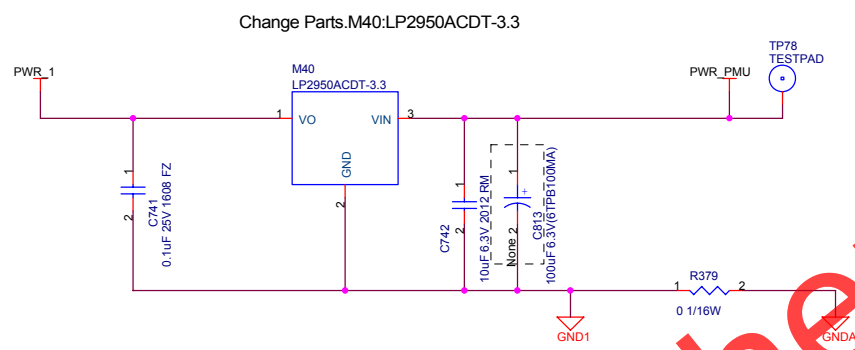 Change Parts.M40:LP2950ACDT-3.3
TP78
TESTPAD
PWR_1
M40
LP2950ACDT-3.3
PWR_PMU
1
VO
VIN
3
GND
2
1
2
C741
0.1uF 25V 1608 FZ
1
2
C742
10uF 6.3V 2012 RM
1
+
None 2
C813
100uF 6.3V(6TPB100MA)
R379
1
2
0 1/16W
GND1
GNDA